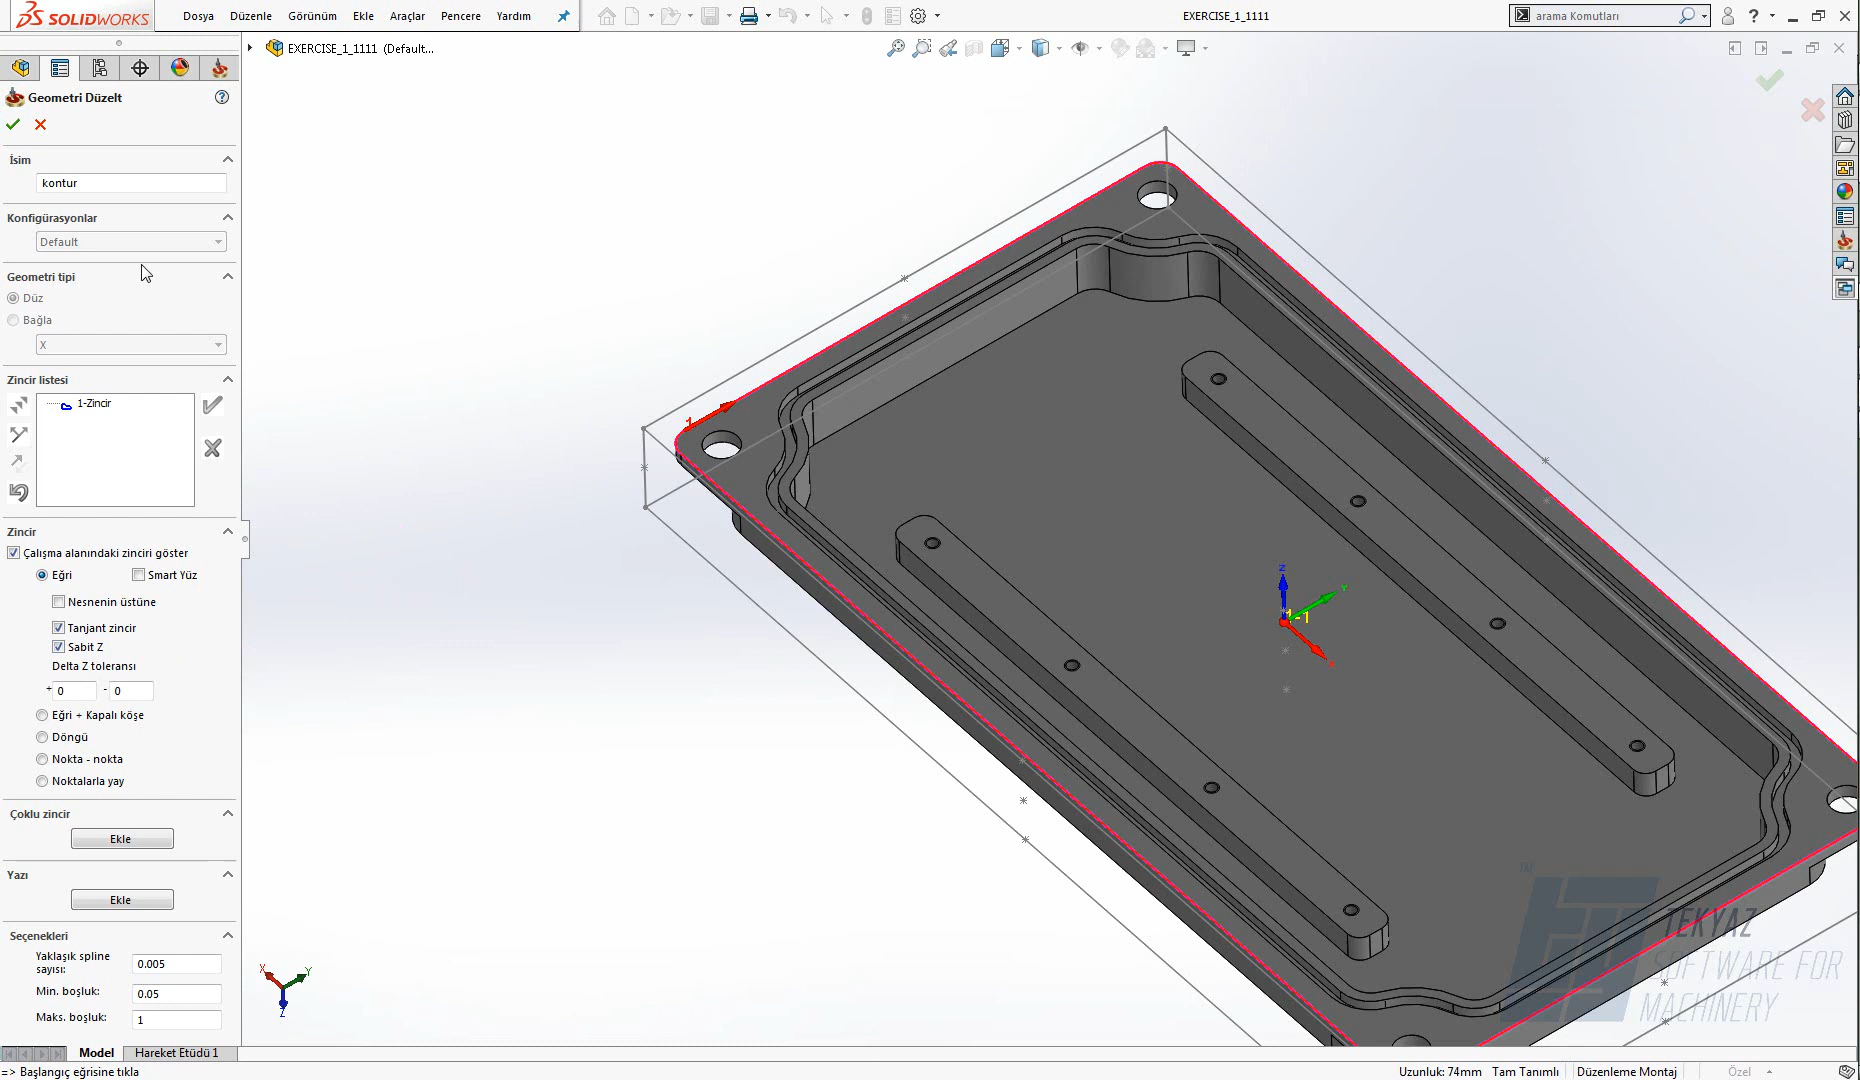 SOLIDWORKS
Dosya Düzenle Görünüm Ekle Araçlar Pencere Yardım
EXERCISE_1_1111
arama Komutları
EXERCISE_1_1111 (Default...
Geometri Düzelt
İsim
kontur
Konfigürasyonlar
Default
Geometri tipi
Düz
Bağla
X
Zincir listesi
1-Zincir
Zincir
Çalışma alanındaki zinciri göster
Eğri Smart Yüz
Nesnenin üstüne
Tanjant zincir
Sabit Z
Delta Z toleransı
+ 0 - 0
Eğri + Kapalı köşe
Döngü
Nokta - nokta
Noktalarla yay
Çoklu zincir
Ekle
Yazı
Ekle
Seçenekleri
Yaklaşık spline
sayısı: 0.005
Min. boşluk: 0.05
Maks. boşluk: 1
1
Z
Y
1-1
X
X Y
Z
TM
TEKYAZ
SOFTWARE FOR
MACHINERY
Model Hareket Etüdü 1
=> Başlangıç eğrisine tıkla
Uzunluk: 74mm Tam Tanımlı Düzenleme Montaj Özel